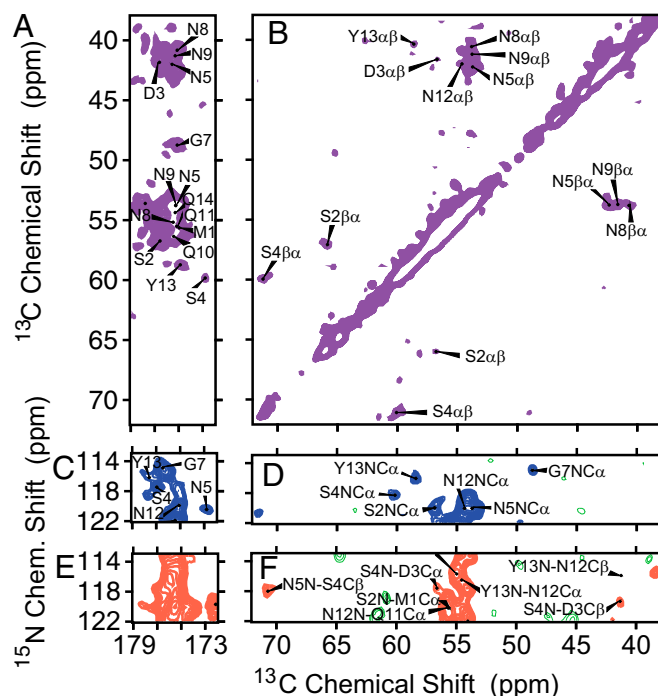 A
B
N8
N9
N5
D3
G7
N9
N5
Q14
N8
Q11
M1
S2
Q10
Y13
S4
Y13αβ
N8αβ
N9αβ
D3αβ
N5αβ
N12αβ
N9βα
N5βα
N8βα
S2βα
S4βα
S2αβ
S4αβ
40
45
50
55
60
65
70
13C Chemical Shift (ppm)
C
Y13
G7
S4
N5
N12
D
Y13NCα
G7NCα
N12NCα
S4NCα
S2NCα
N5NCα
114
118
122
E
F
S4N-D3Cα
Y13N-N12Cβ
N5N-S4Cβ
Y13N-N12Cα
S2N-M1Cα
S4N-D3Cβ
N12N-Q11Cα
114
118
122
15N Chem. Shift (ppm)
179
173
70
65
60
55
50
45
40
13C Chemical Shift (ppm)